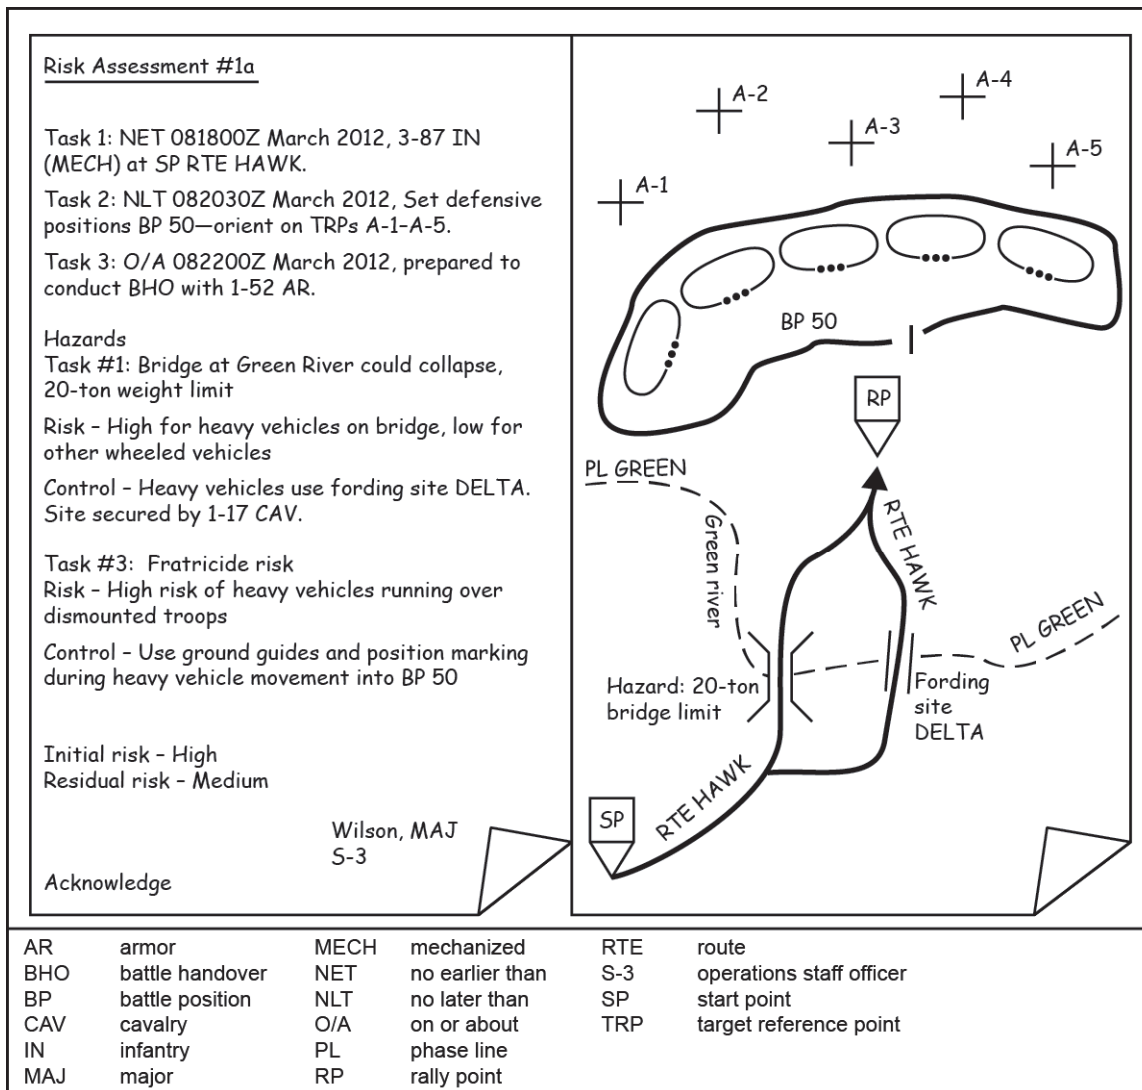 Risk Assessment #1a
Task 1: NET 081800Z March 2012, 3-87 IN
(MECH) at SP RTE HAWK.
Task 2: NLT 082030Z March 2012, Set defensive
positions BP 50—orient on TRPs A-1–A-5.
Task 3: O/A 082200Z March 2012, prepared to
conduct BHO with 1-52 AR.
Hazards
Task #1: Bridge at Green River could collapse,
20-ton weight limit
Risk – High for heavy vehicles on bridge, low for
other wheeled vehicles
Control – Heavy vehicles use fording site DELTA.
Site secured by 1-17 CAV.
Task #3: Fratricide risk
Risk – High risk of heavy vehicles running over
dismounted troops
Control – Use ground guides and position marking
during heavy vehicle movement into BP 50
Initial risk – High
Residual risk – Medium
Wilson, MAJ
S-3
Acknowledge
A-2
A-4
A-3
A-5
A-1
BP 50
RP
PL GREEN
Green river
RTE HAWK
PL GREEN
Hazard: 20-ton
bridge limit
Fording
site
DELTA
RTE HAWK
SP
AR armor MECH mechanized RTE route
BHO battle handover NET no earlier than S-3 operations staff officer
BP battle position NLT no later than SP start point
CAV cavalry O/A on or about TRP target reference point
IN infantry PL phase line
MAJ major RP rally point